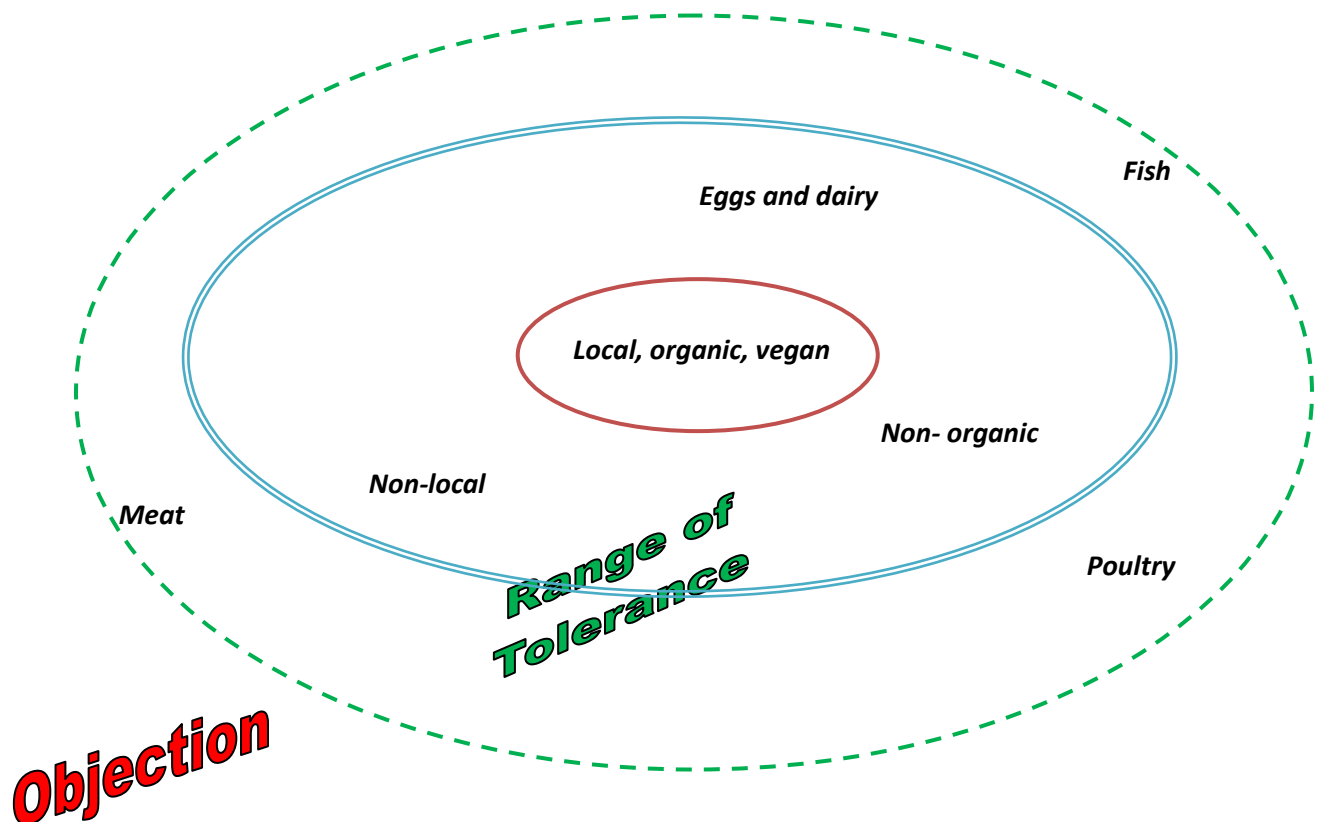 Fish
Eggs and dairy
Local, organic, vegan
Non- organic
Non-local
Meat
Range of
Tolerance
Poultry
Objection